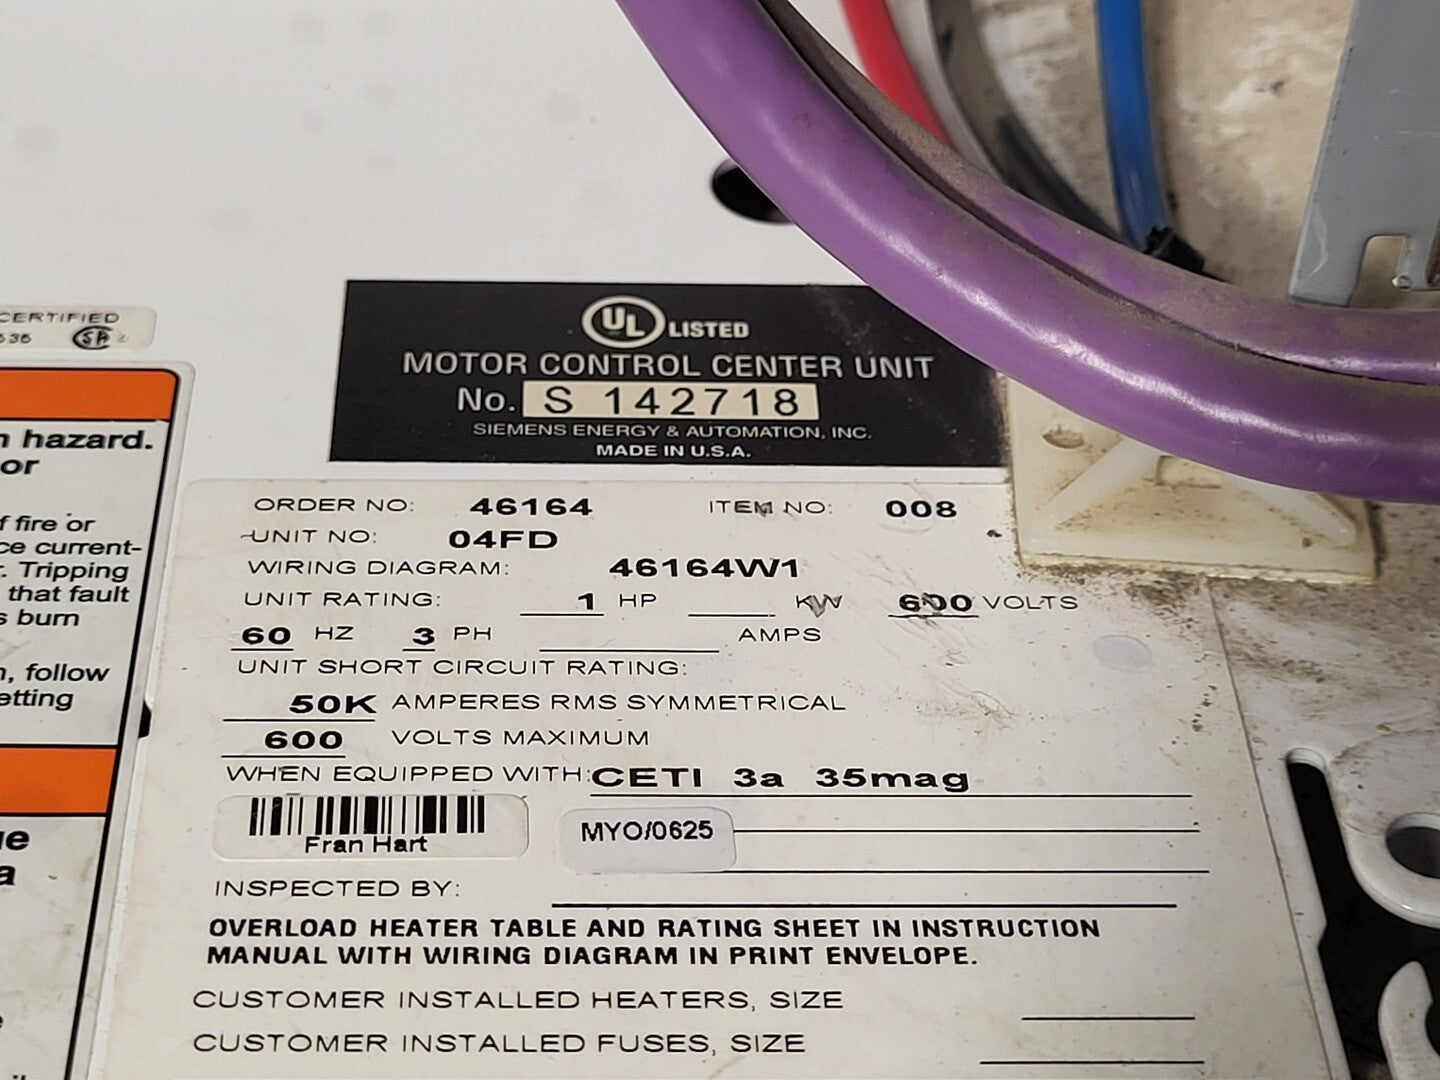 CERTIFIED
UL LISTED
MOTOR CONTROL CENTER UNIT
No. S 142718
SIEMENS ENERGY & AUTOMATION, INC.
MADE IN U.S.A.
hazard.
or
f fire or
ce current-
. Tripping
that fault
s burn
, follow
etting
a
ORDER NO: 46164 ITEM NO: 008
UNIT NO: 04FD
WIRING DIAGRAM: 46164W1
UNIT RATING: 1 HP KW 600 VOLTS
60 HZ 3 PH AMPS
UNIT SHORT CIRCUIT RATING:
50K AMPERES RMS SYMMETRICAL
600 VOLTS MAXIMUM
WHEN EQUIPPED WITH: CETI 3a 35mag
Fran Hart
MYO/0625
INSPECTED BY:
OVERLOAD HEATER TABLE AND RATING SHEET IN INSTRUCTION
MANUAL WITH WIRING DIAGRAM IN PRINT ENVELOPE.
CUSTOMER INSTALLED HEATERS, SIZE
CUSTOMER INSTALLED FUSES, SIZE